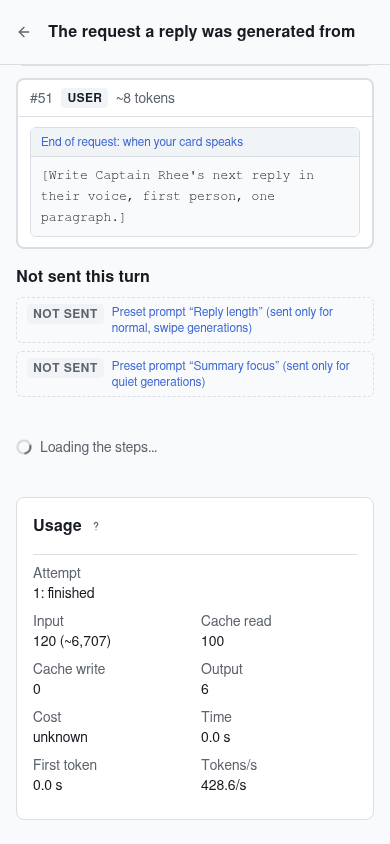 The request a reply was generated from
#51 USER ~8 tokens
End of request: when your card speaks
[Write Captain Rhee's next reply in
their voice, first person, one
paragraph.]
Not sent this turn
NOT SENT Preset prompt “Reply length” (sent only for
normal, swipe generations)
NOT SENT Preset prompt “Summary focus” (sent only for
quiet generations)
Loading the steps...
Usage ?
Attempt
1: finished
Input Cache read
120 (~6,707) 100
Cache write Output
0 6
Cost Time
unknown 0.0 s
First token Tokens/s
0.0 s 428.6/s